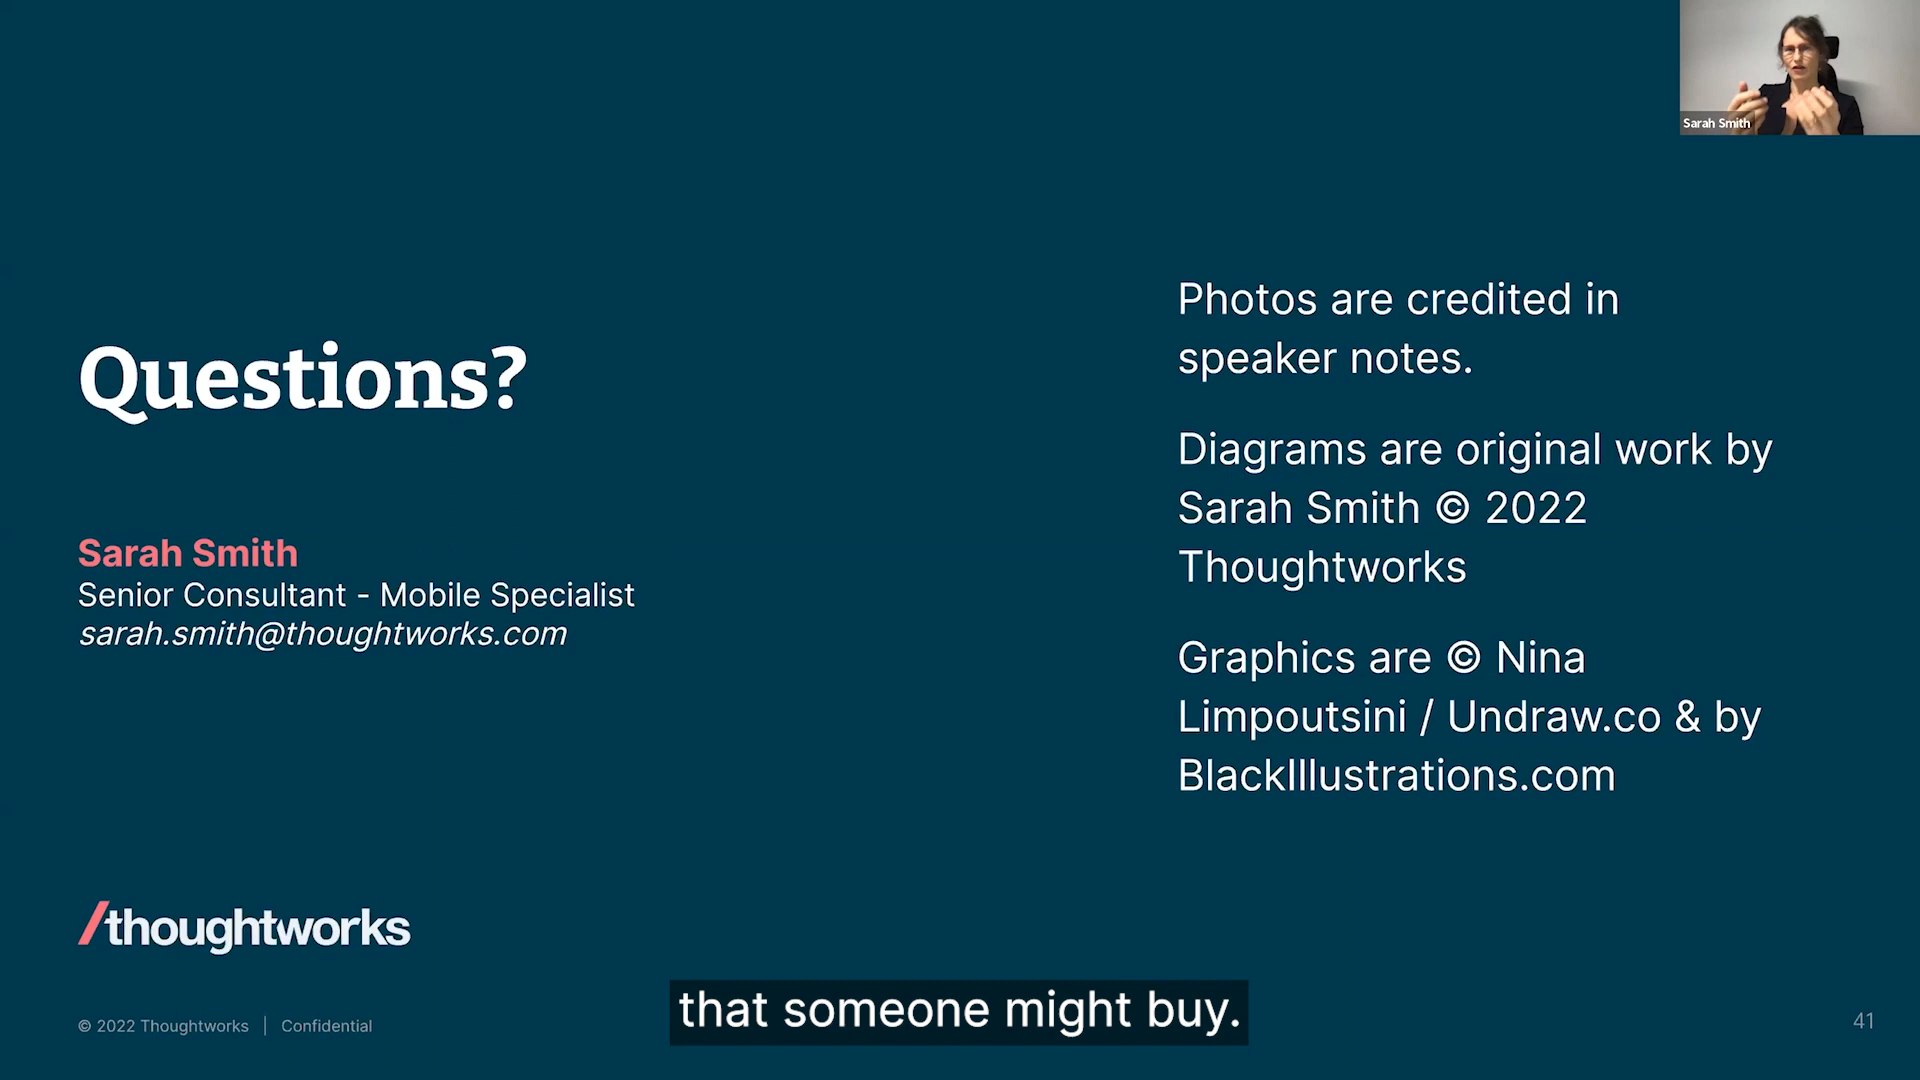 Sarah Smith
Questions?
Sarah Smith
Senior Consultant - Mobile Specialist
sarah.smith@thoughtworks.com
Photos are credited in
speaker notes.
Diagrams are original work by
Sarah Smith © 2022
Thoughtworks
Graphics are © Nina
Limpoutsini / Undraw.co & by
BlackIllustrations.com
/thoughtworks
that someone might buy.
© 2022 Thoughtworks | Confidential
41